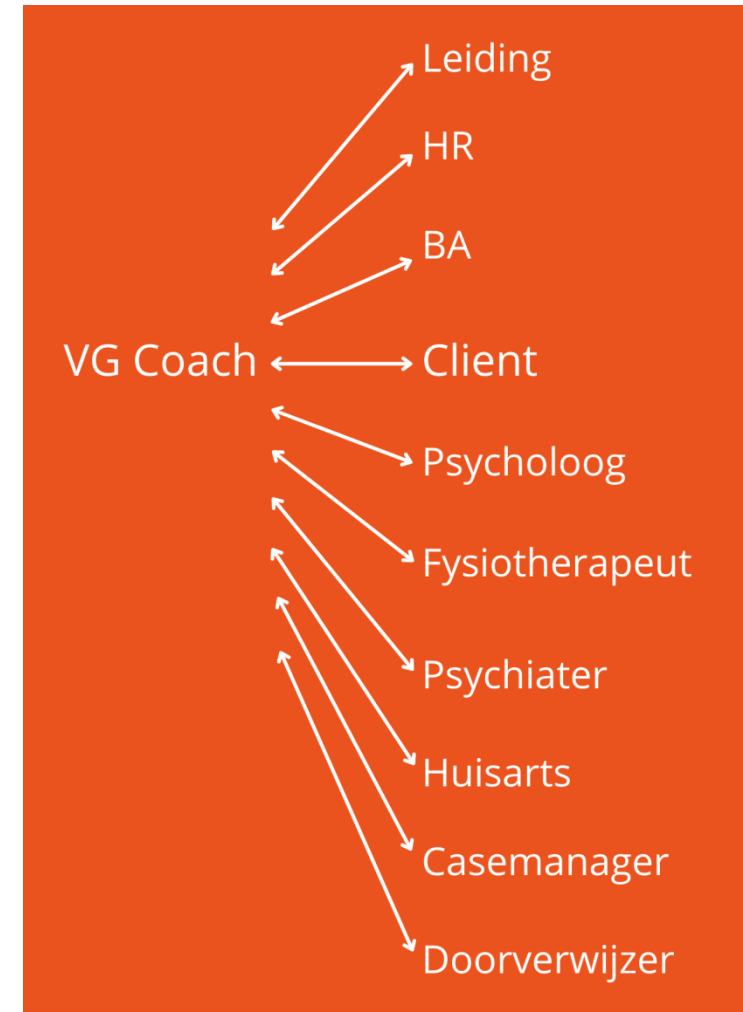 Leiding
HR
BA
VG Coach
Client
Psycholoog
Fysiotherapeut
Psychiater
Huisarts
Casemanager
Doorverwijzer